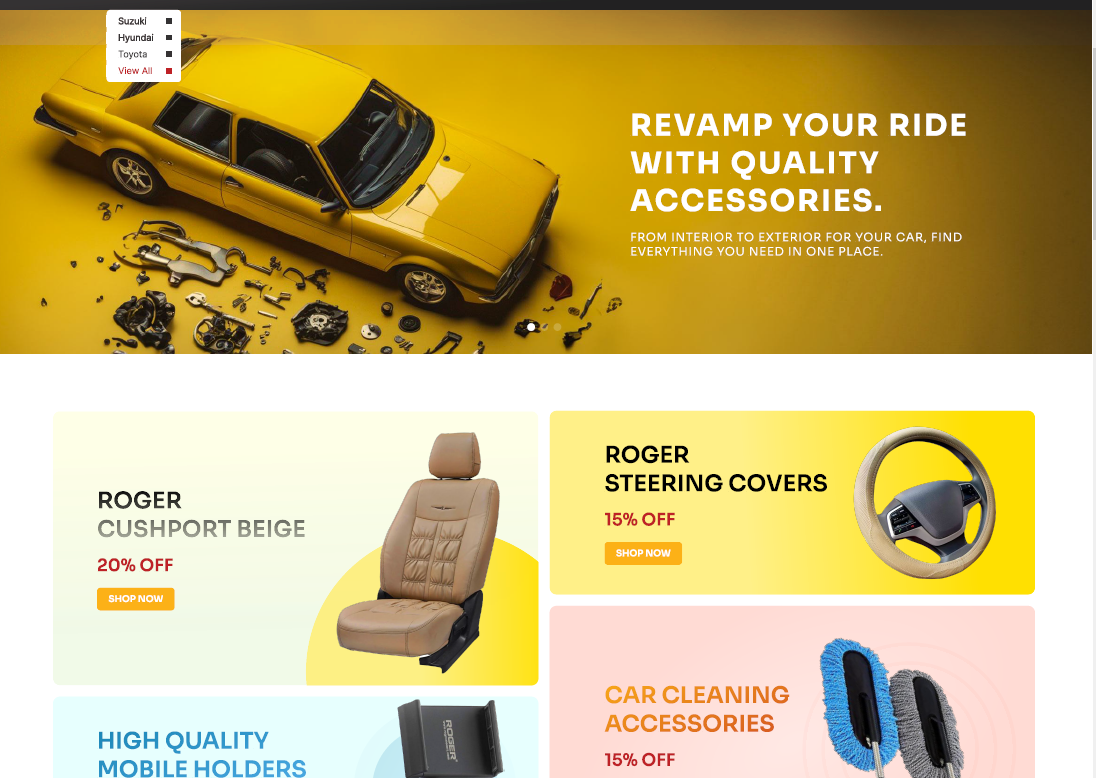 Suzuki
Hyundai
Toyota
View All
REVAMP YOUR RIDE
WITH QUALITY
ACCESSORIES.
FROM INTERIOR TO EXTERIOR FOR YOUR CAR, FIND
EVERYTHING YOU NEED IN ONE PLACE.
ROGER
CUSHPORT BEIGE
20% OFF
SHOP NOW
ROGER
STEERING COVERS
15% OFF
SHOP NOW
HIGH QUALITY
MOBILE HOLDERS
ROGER
CAR CLEANING
ACCESSORIES
15% OFF